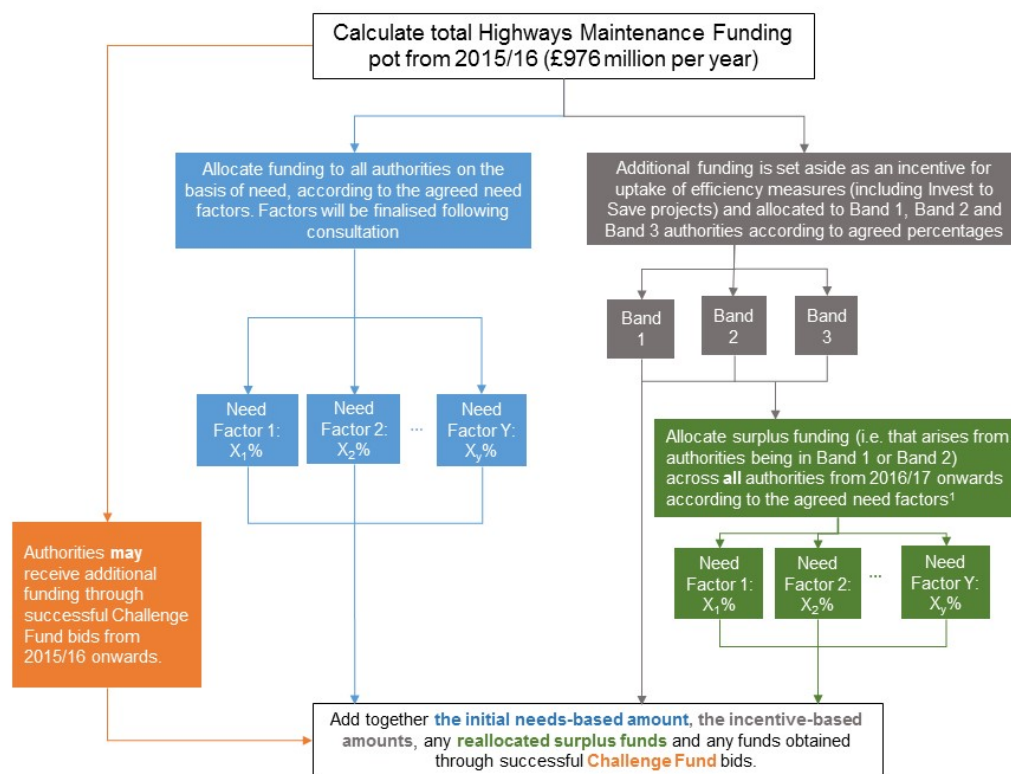 Calculate total Highways Maintenance Funding
pot from 2015/16 (£976 million per year)
Allocate funding to all authorities on the
basis of need, according to the agreed need
factors. Factors will be finalised following
consultation
Additional funding is set aside as an incentive for
uptake of efficiency measures (including Invest to
Save projects) and allocated to Band 1, Band 2 and
Band 3 authorities according to agreed percentages
Band
1
Band
2
Band
3
Need
Factor 1:
X₁%
Need
Factor 2:
X₂%
...
Need
Factor Y:
Xᵧ%
Allocate surplus funding (i.e. that arises from
authorities being in Band 1 or Band 2)
across all authorities from 2016/17 onwards
according to the agreed need factors¹
Authorities may
receive additional
funding through
successful Challenge
Fund bids from
2015/16 onwards.
Need
Factor 1:
X₁%
Need
Factor 2:
X₂%
...
Need
Factor Y:
Xᵧ%
Add together the initial needs-based amount, the incentive-based
amounts, any reallocated surplus funds and any funds obtained
through successful Challenge Fund bids.